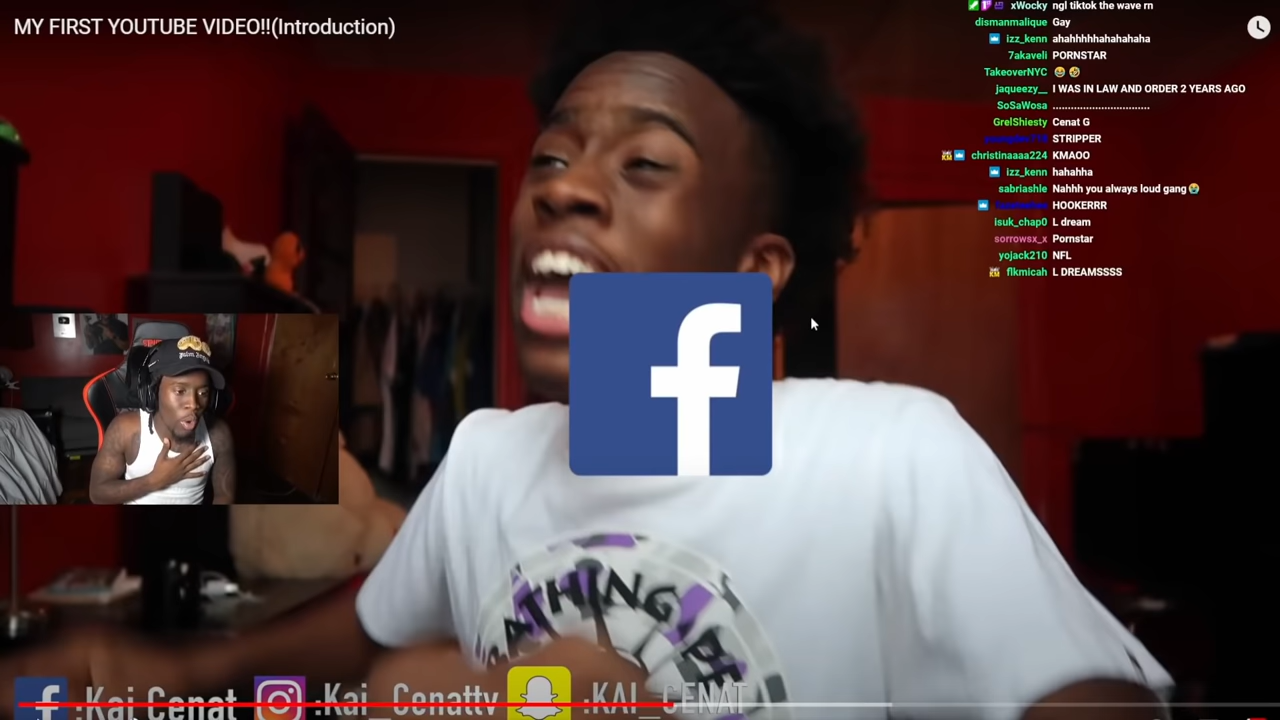 MY FIRST YOUTUBE VIDEO!!(Introduction)
xWocky ngl tiktok the wave rn
dismanmalique Gay
izz_kenn ahahhhhhahahahaha
7akaveli PORNSTAR
TakeoverNYC 😂 🤣
jaqueezy__ I WAS IN LAW AND ORDER 2 YEARS AGO
SoSaWosa ................................
GrelShiesty Cenat G
STRIPPER
christinaaaa224 KMAOO
izz_kenn hahahha
sabriashle Nahhh you always loud gang😭
HOOKERRR
isuk_chap0 L dream
sorrowsx_x Pornstar
yojack210 NFL
flkmicah L DREAMSSSS
f
:Kai Cenat :Kai_Cenattv :KAI_CENAT